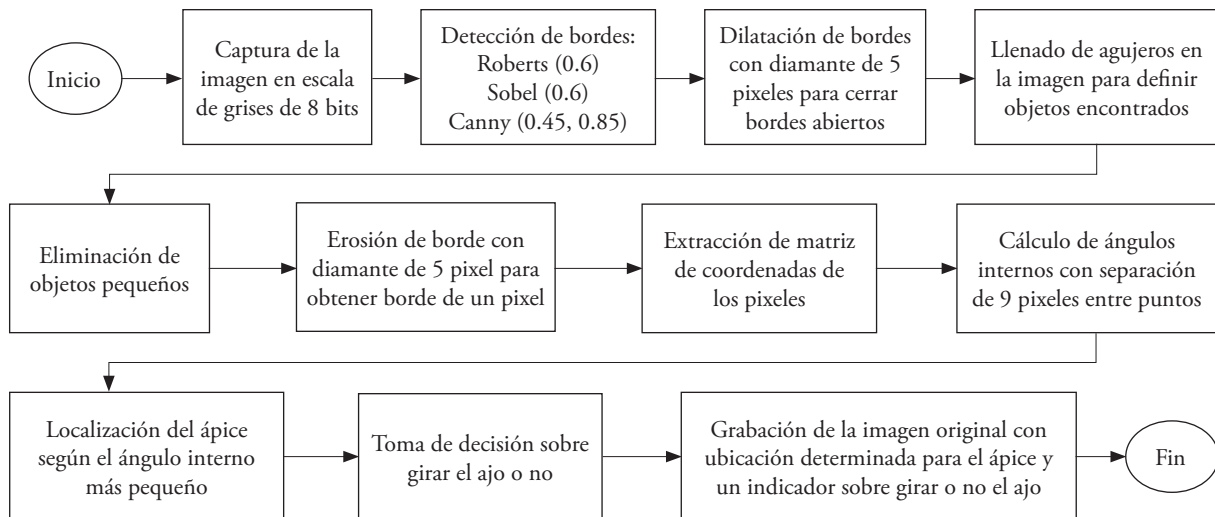 Inicio
Captura de la
imagen en escala
de grises de 8 bits
Detección de bordes:
Roberts (0.6)
Sobel (0.6)
Canny (0.45, 0.85)
Dilatación de bordes
con diamante de 5
pixeles para cerrar
bordes abiertos
Llenado de agujeros en
la imagen para definir
objetos encontrados
Eliminación de
objetos pequeños
Erosión de borde con
diamante de 5 pixel para
obtener borde de un pixel
Extracción de matriz
de coordenadas de
los pixeles
Cálculo de ángulos
internos con separación
de 9 pixeles entre puntos
Localización del ápice
según el ángulo interno
más pequeño
Toma de decisión sobre
girar el ajo o no
Grabación de la imagen original con
ubicación determinada para el ápice y
un indicador sobre girar o no el ajo
Fin